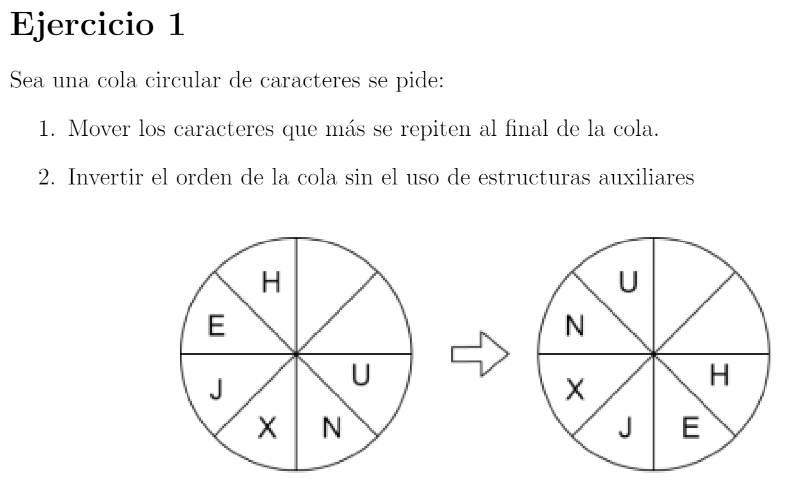 Ejercicio 1
Sea una cola circular de caracteres se pide:
1. Mover los caracteres que más se repiten al final de la cola.
2. Invertir el orden de la cola sin el uso de estructuras auxiliares
H
E
J
X
N
U
U
N
X
J
E
H